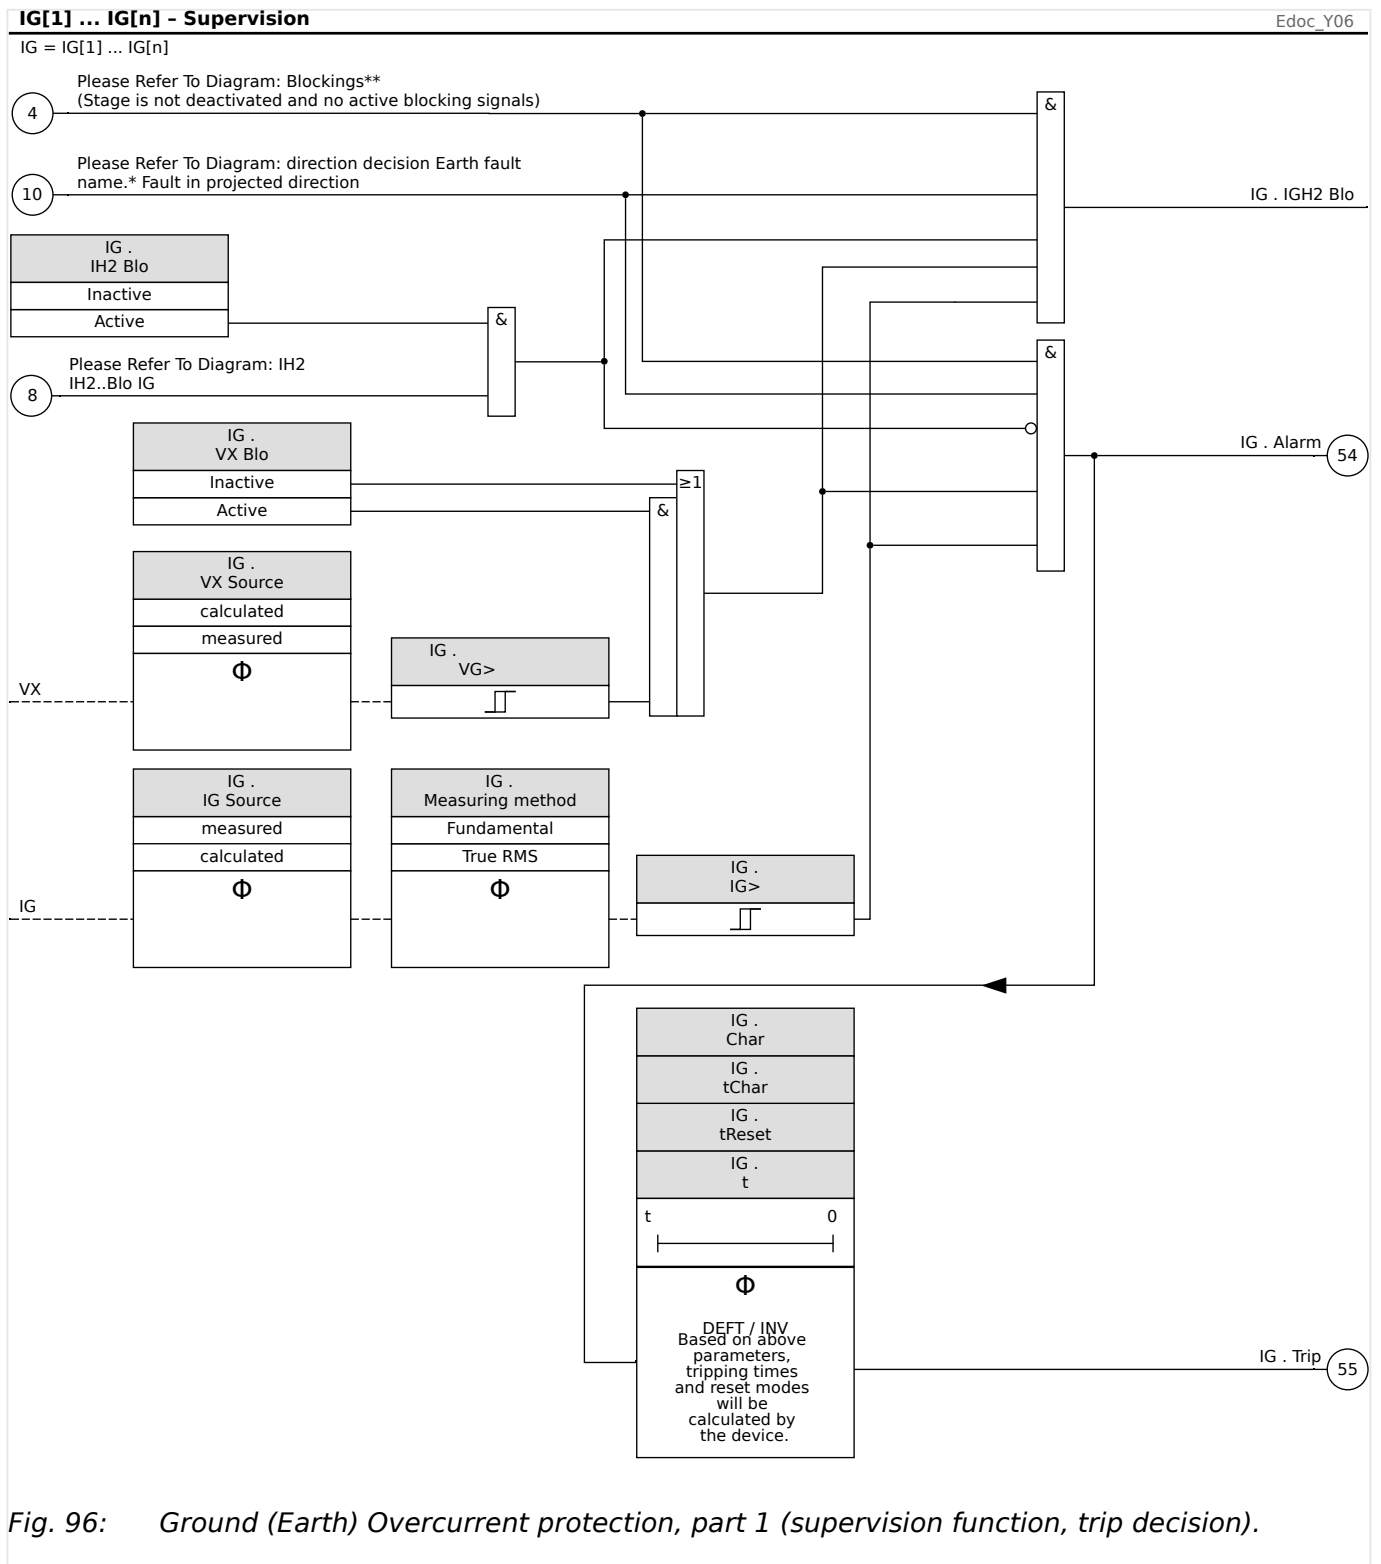 IG[1] ... IG[n] – Supervision
Edoc_Y06
IG = IG[1] ... IG[n]
Please Refer To Diagram: Blockings**
(Stage is not deactivated and no active blocking signals)
4
&
Please Refer To Diagram: direction decision Earth fault
name.* Fault in projected direction
10
IG . IGH2 Blo
IG .
IH2 Blo
Inactive
Active
&
Please Refer To Diagram: IH2
IH2..Blo IG
8
&
IG . Alarm
54
IG .
VX Blo
Inactive
Active
≥1
&
IG .
VX Source
calculated
measured
Φ
VX
IG .
VG>
IG .
IG Source
measured
calculated
Φ
IG
IG .
Measuring method
Fundamental
True RMS
Φ
IG .
IG>
IG .
Char
IG .
tChar
IG .
tReset
IG .
t
t 0
Φ
DEFT / INV
Based on above
parameters,
tripping times
and reset modes
will be
calculated by
the device.
IG . Trip
55
Fig. 96: Ground (Earth) Overcurrent protection, part 1 (supervision function, trip decision).